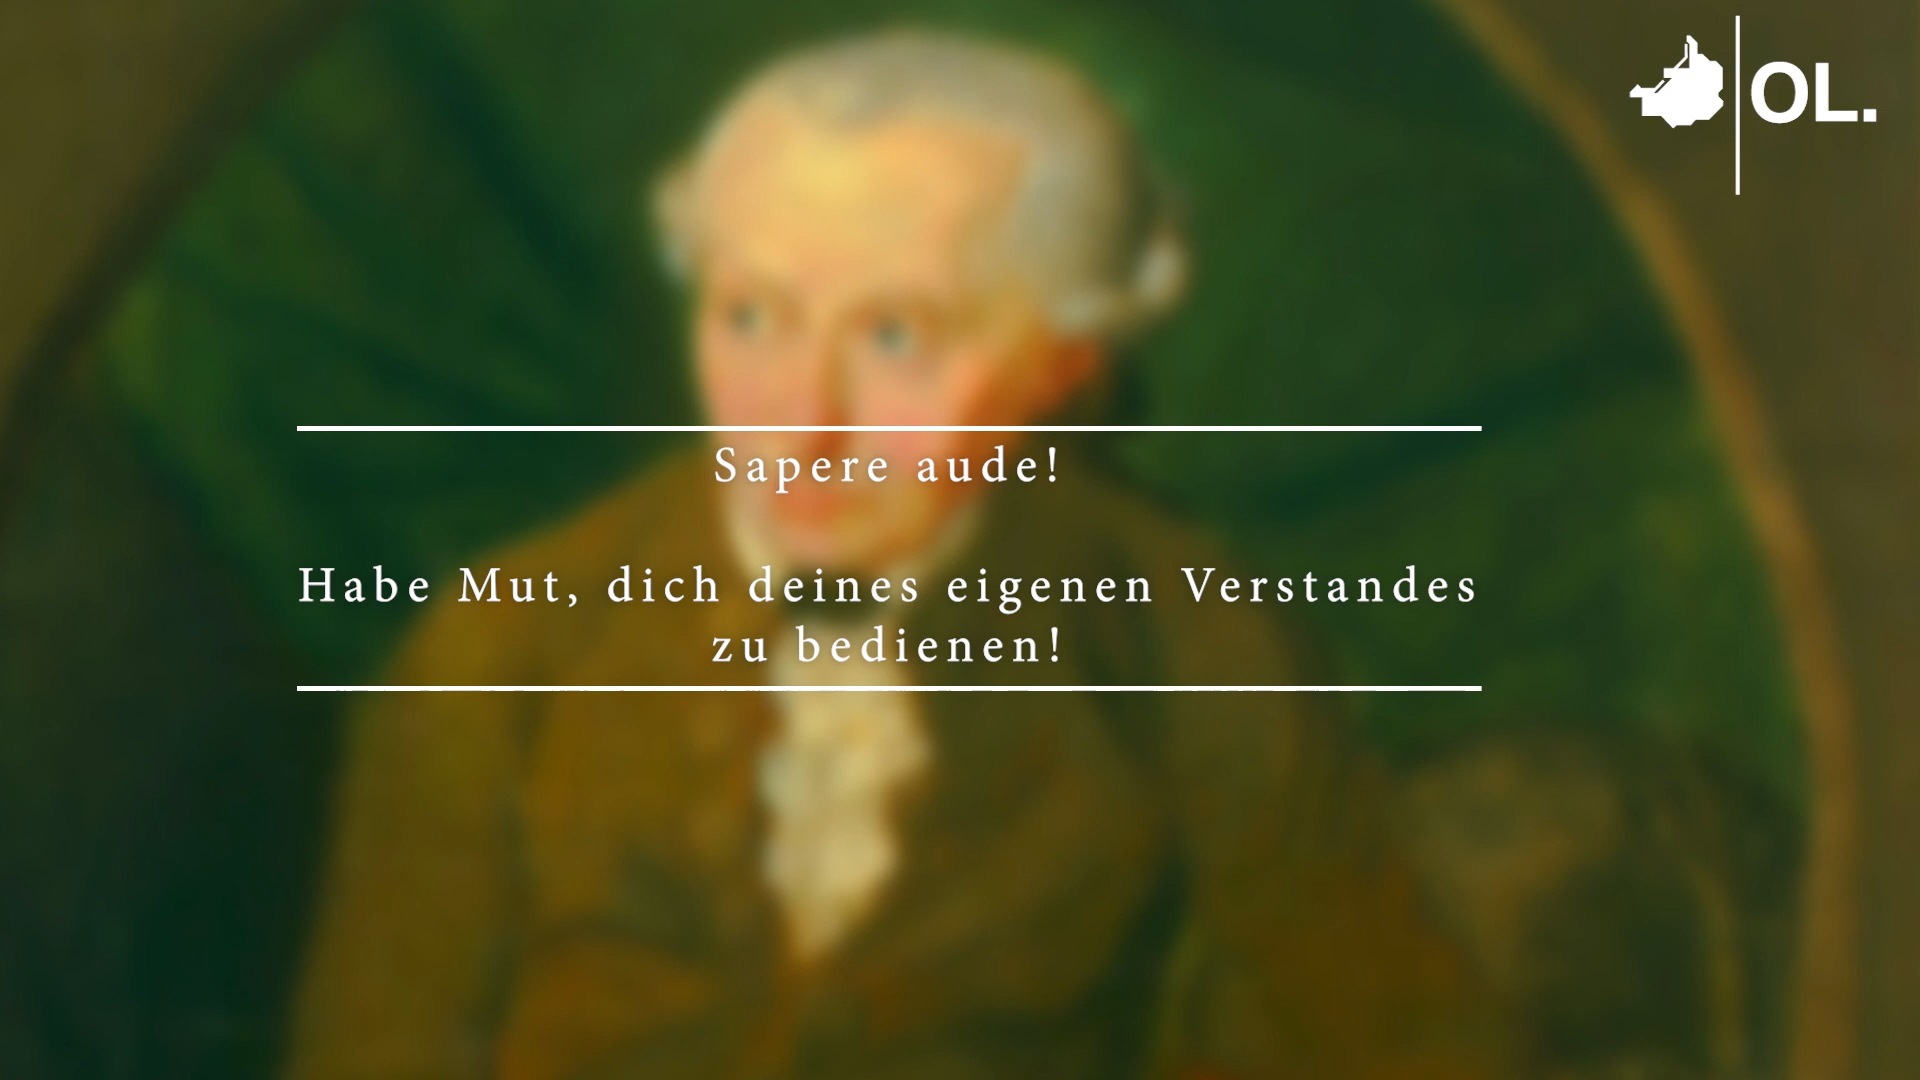 OL.
Sapere aude!
Habe Mut, dich deines eigenen Verstandes
zu bedienen!